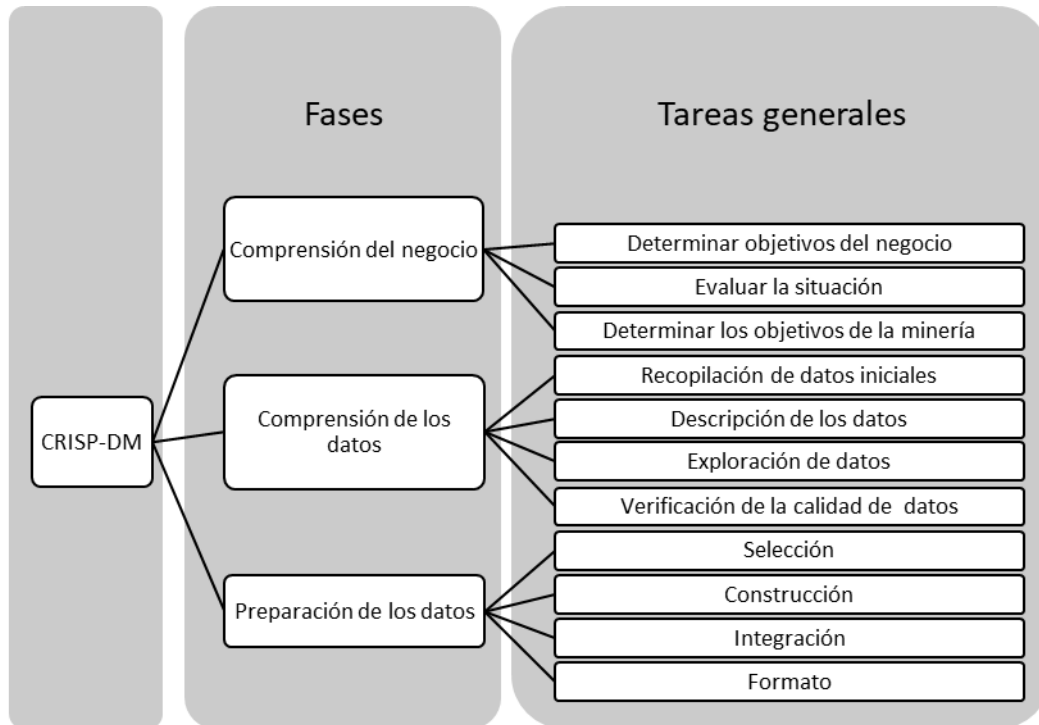 Fases
Tareas generales
CRISP-DM
Comprensión del negocio
Determinar objetivos del negocio
Evaluar la situación
Determinar los objetivos de la minería
Comprensión de los
datos
Recopilación de datos iniciales
Descripción de los datos
Exploración de datos
Verificación de la calidad de  datos
Preparación de los datos
Selección
Construcción
Integración
Formato